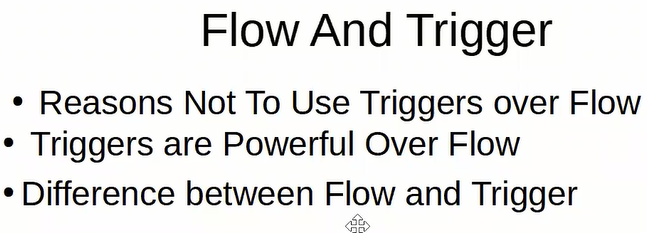 Flow And Trigger
• Reasons Not To Use Triggers over Flow
• Triggers are Powerful Over Flow
• Difference between Flow and Trigger